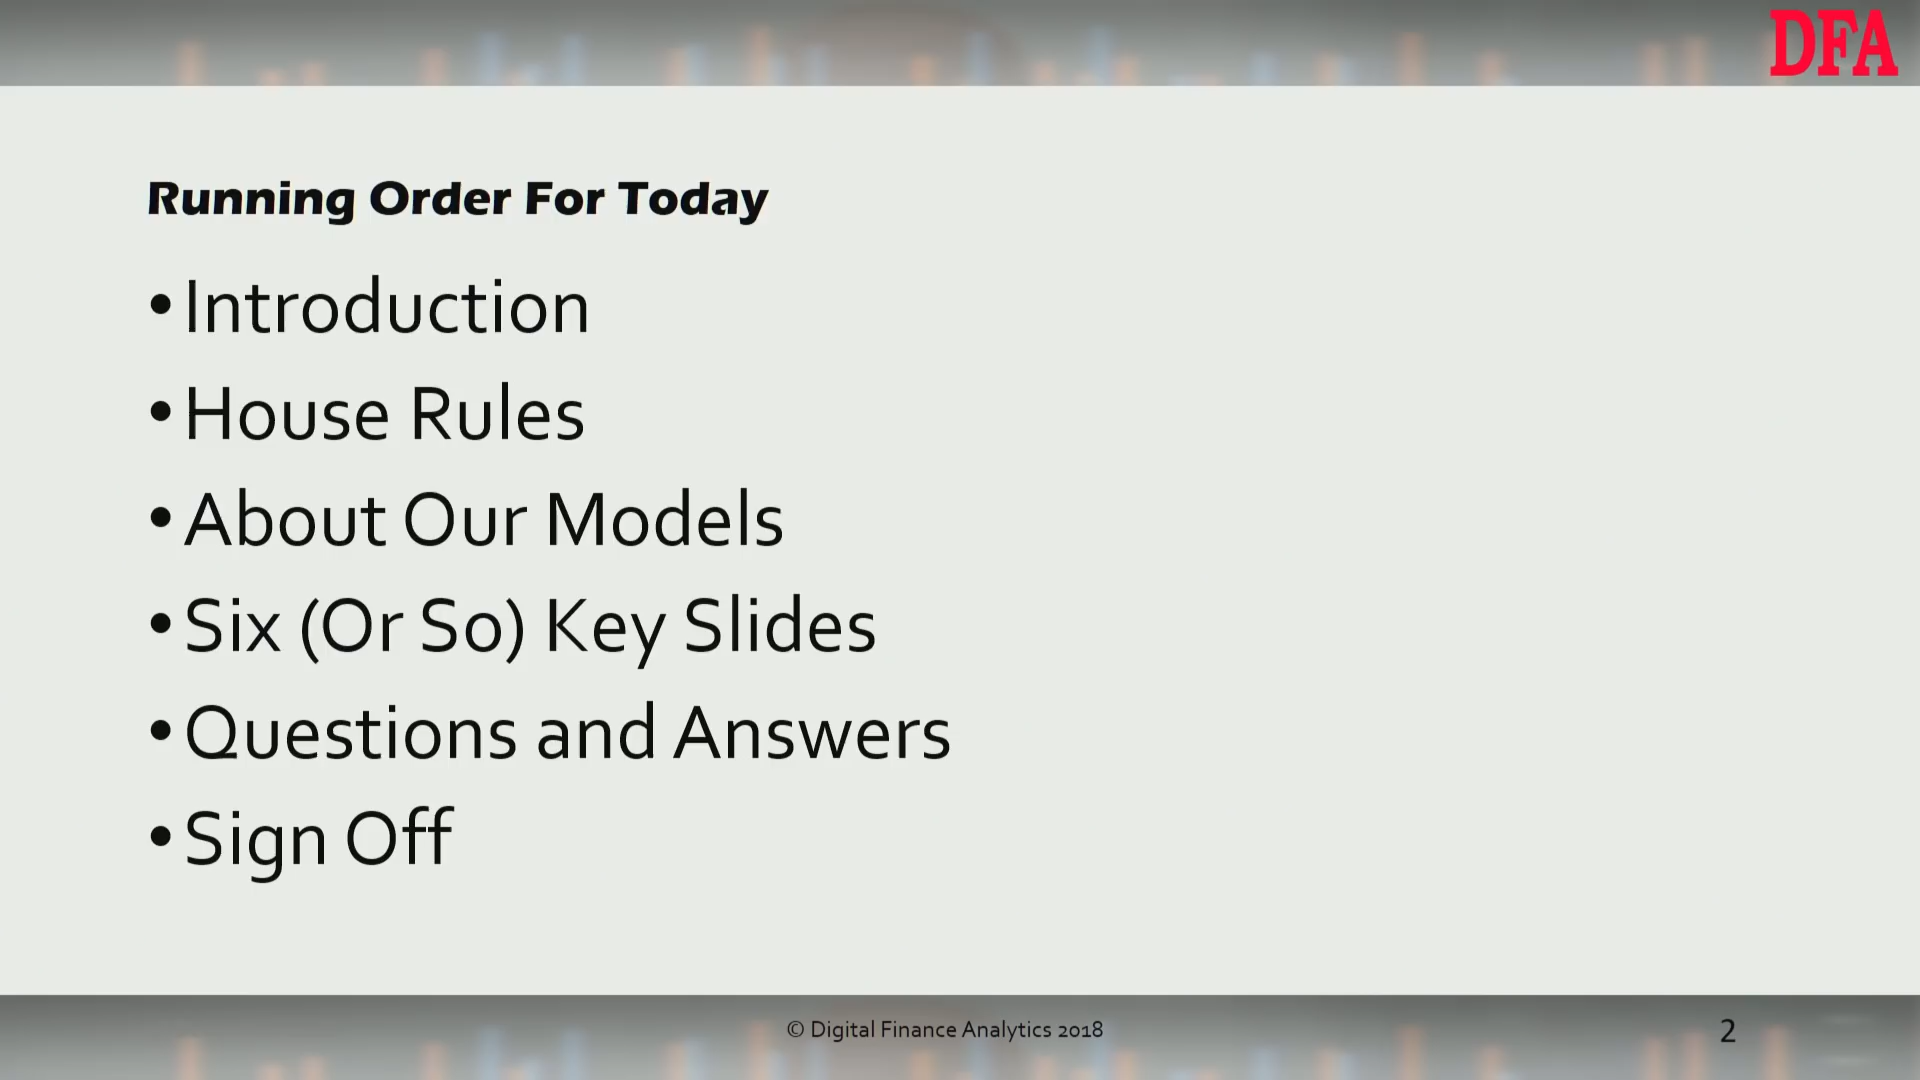 DFA
Running Order For Today
•Introduction
•House Rules
•About Our Models
•Six (Or So) Key Slides
•Questions and Answers
•Sign Off
© Digital Finance Analytics 2018
2